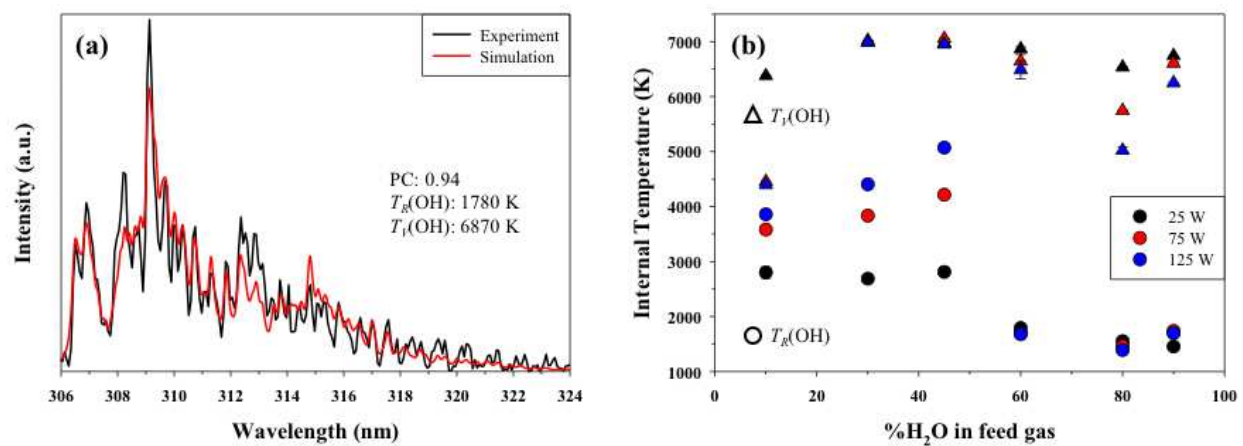 (a)
Experiment
Simulation
PC: 0.94
T_R(OH): 1780 K
T_V(OH): 6870 K
Intensity (a.u.)
306 308 310 312 314 316 318 320 322 324
Wavelength (nm)
(b)
7000
6000
5000
4000
3000
2000
1000
Internal Temperature (K)
T_V(OH)
25 W
75 W
125 W
T_R(OH)
0 20 40 60 80 100
%H₂O in feed gas